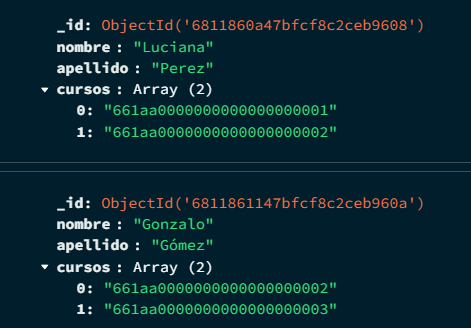 _id: ObjectId('6811860a47bfcf8c2ceb9608')
nombre : "Luciana"
apellido : "Perez"
cursos : Array (2)
0: "661aa0000000000000000001"
1: "661aa0000000000000000002"
_id: ObjectId('6811861147bfcf8c2ceb960a')
nombre : "Gonzalo"
apellido : "Gómez"
cursos : Array (2)
0: "661aa0000000000000000002"
1: "661aa0000000000000000003"